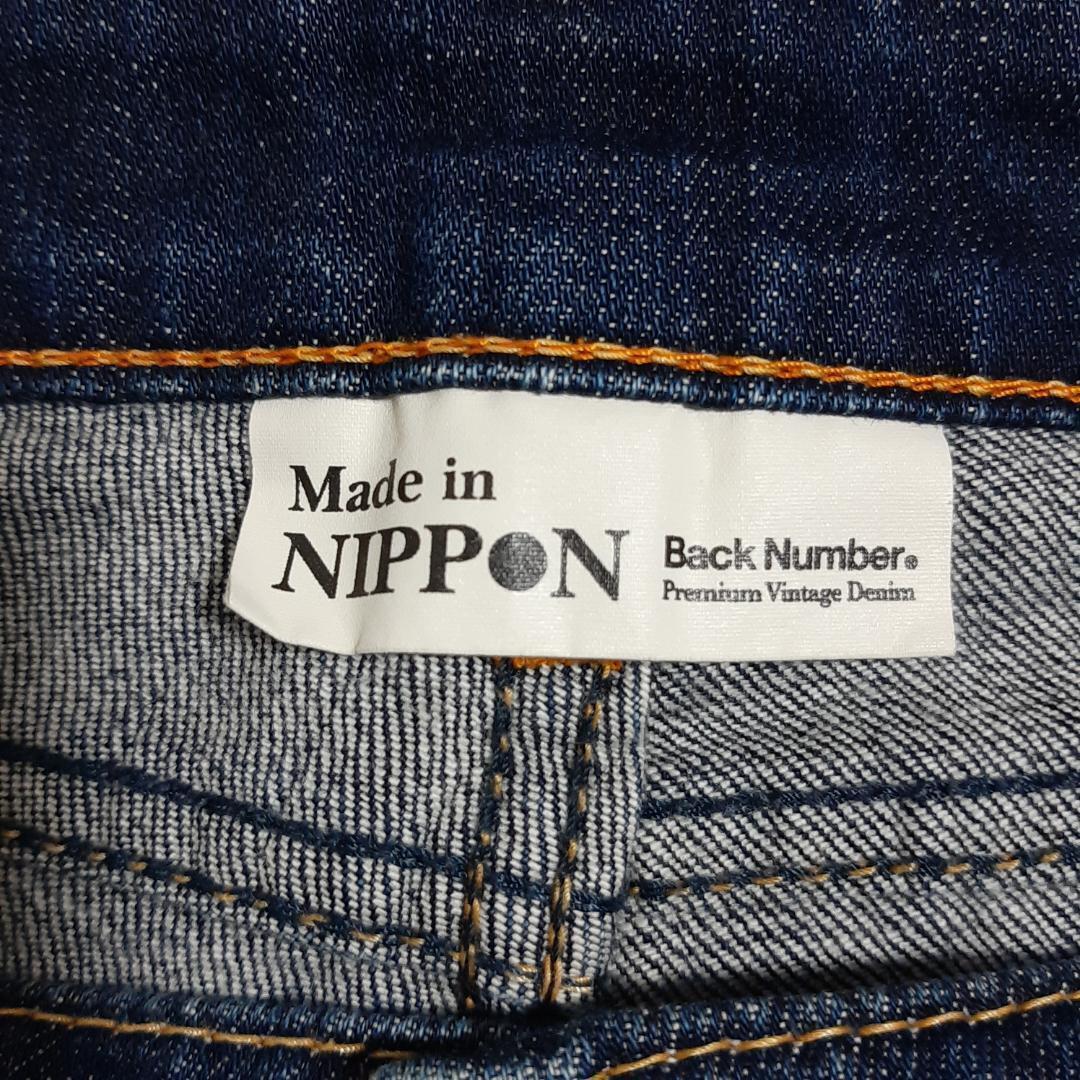 Made in
NIPPON
Back Number®
Premium Vintage Denim